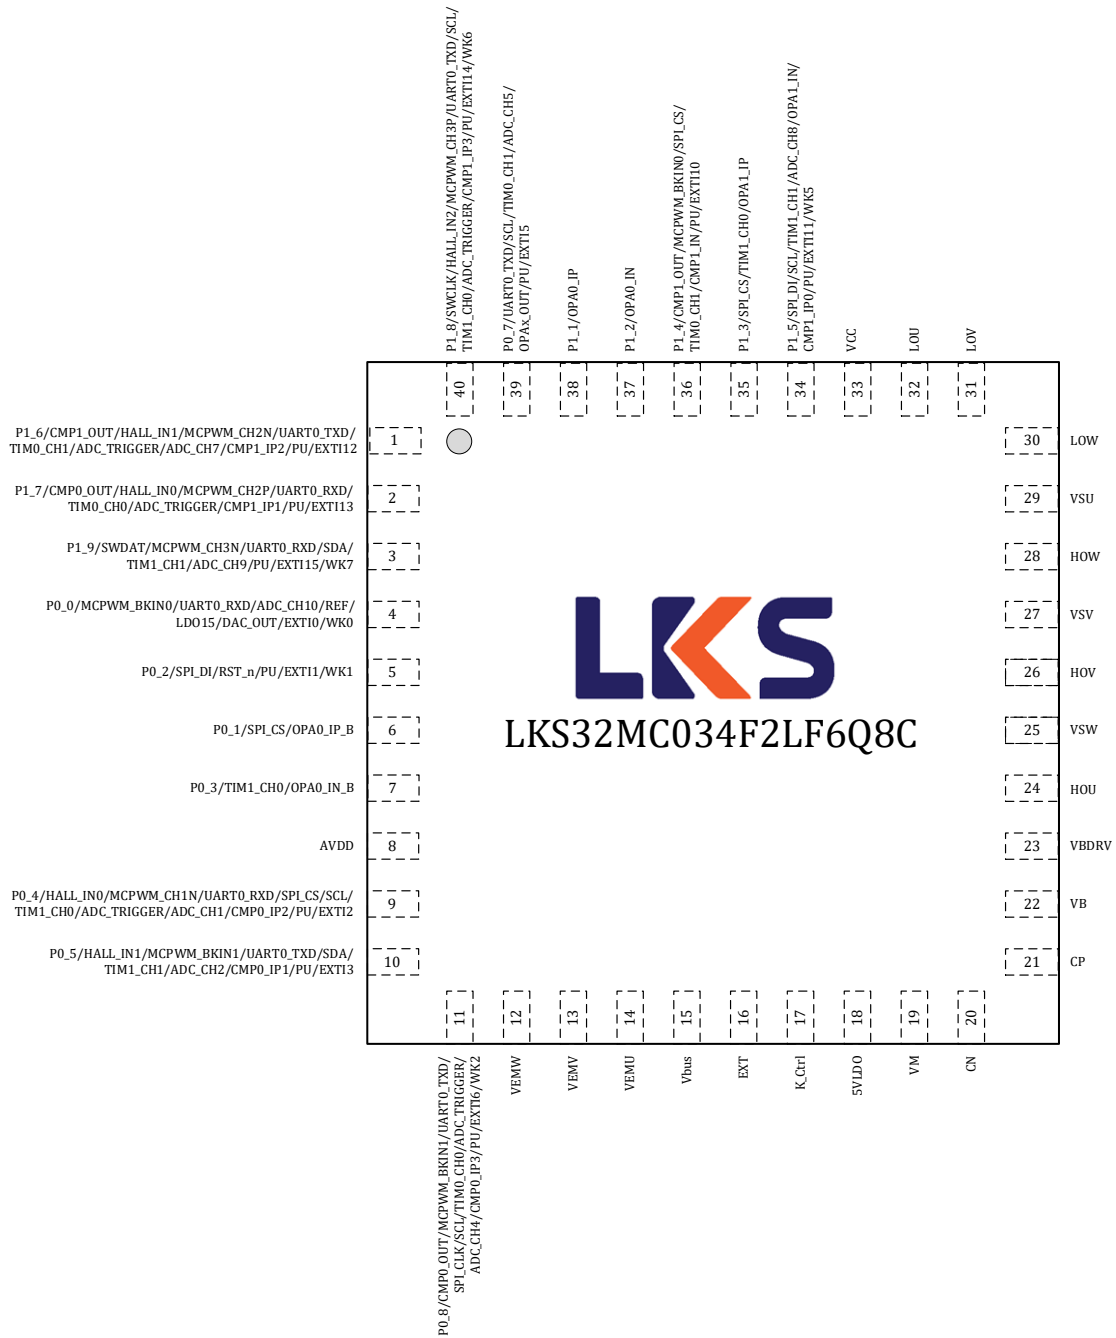 P1_8/SWCLK/HALL_IN2/MCPWM_CH3P/UART0_TXD/SCL/
TIM1_CH0/ADC_TRIGGER/CMP1_IP3/PU/EXTI14/WK6
P0_7/UART0_TXD/SCL/TIM0_CH1/ADC_CH5/
OPAx_OUT/PU/EXTI5
P1_1/OPA0_IP
P1_2/OPA0_IN
P1_4/CMP1_OUT/MCPWM_BKIN0/SPI_CS/
TIM0_CH1/CMP1_IN/PU/EXTI10
P1_3/SPI_CS/TIM1_CH0/OPA1_IP
P1_5/SPI_DI/SCL/TIM1_CH1/ADC_CH8/OPA1_IN/
CMP1_IP0/PU/EXTI11/WK5
VCC
LOU
LOV
40
39
38
37
36
35
34
33
32
31
P1_6/CMP1_OUT/HALL_IN1/MCPWM_CH2N/UART0_TXD/
TIM0_CH1/ADC_TRIGGER/ADC_CH7/CMP1_IP2/PU/EXTI12
1
P1_7/CMP0_OUT/HALL_IN0/MCPWM_CH2P/UART0_RXD/
TIM0_CH0/ADC_TRIGGER/CMP1_IP1/PU/EXTI13
2
P1_9/SWDAT/MCPWM_CH3N/UART0_RXD/SDA/
TIM1_CH1/ADC_CH9/PU/EXTI15/WK7
3
P0_0/MCPWM_BKIN0/UART0_RXD/ADC_CH10/REF/
LDO15/DAC_OUT/EXTI0/WK0
4
P0_2/SPI_DI/RST_n/PU/EXTI1/WK1
5
P0_1/SPI_CS/OPA0_IP_B
6
P0_3/TIM1_CH0/OPA0_IN_B
7
AVDD
8
P0_4/HALL_IN0/MCPWM_CH1N/UART0_RXD/SPI_CS/SCL/
TIM1_CH0/ADC_TRIGGER/ADC_CH1/CMP0_IP2/PU/EXTI2
9
P0_5/HALL_IN1/MCPWM_BKIN1/UART0_TXD/SDA/
TIM1_CH1/ADC_CH2/CMP0_IP1/PU/EXTI3
10
LKS
LKS32MC034F2LF6Q8C
30
LOW
29
VSU
28
HOW
27
VSV
26
HOV
25
VSW
24
HOU
23
VBDRV
22
VB
21
CP
11
12
13
14
15
16
17
18
19
20
P0_8/CMP0_OUT/MCPWM_BKIN1/UART0_TXD/
SPI_CLK/SCL/TIM0_CH0/ADC_TRIGGER/
ADC_CH4/CMP0_IP3/PU/EXTI6/WK2
VEMW
VEMV
VEMU
Vbus
EXT
K_Ctrl
5VLDO
VM
CN